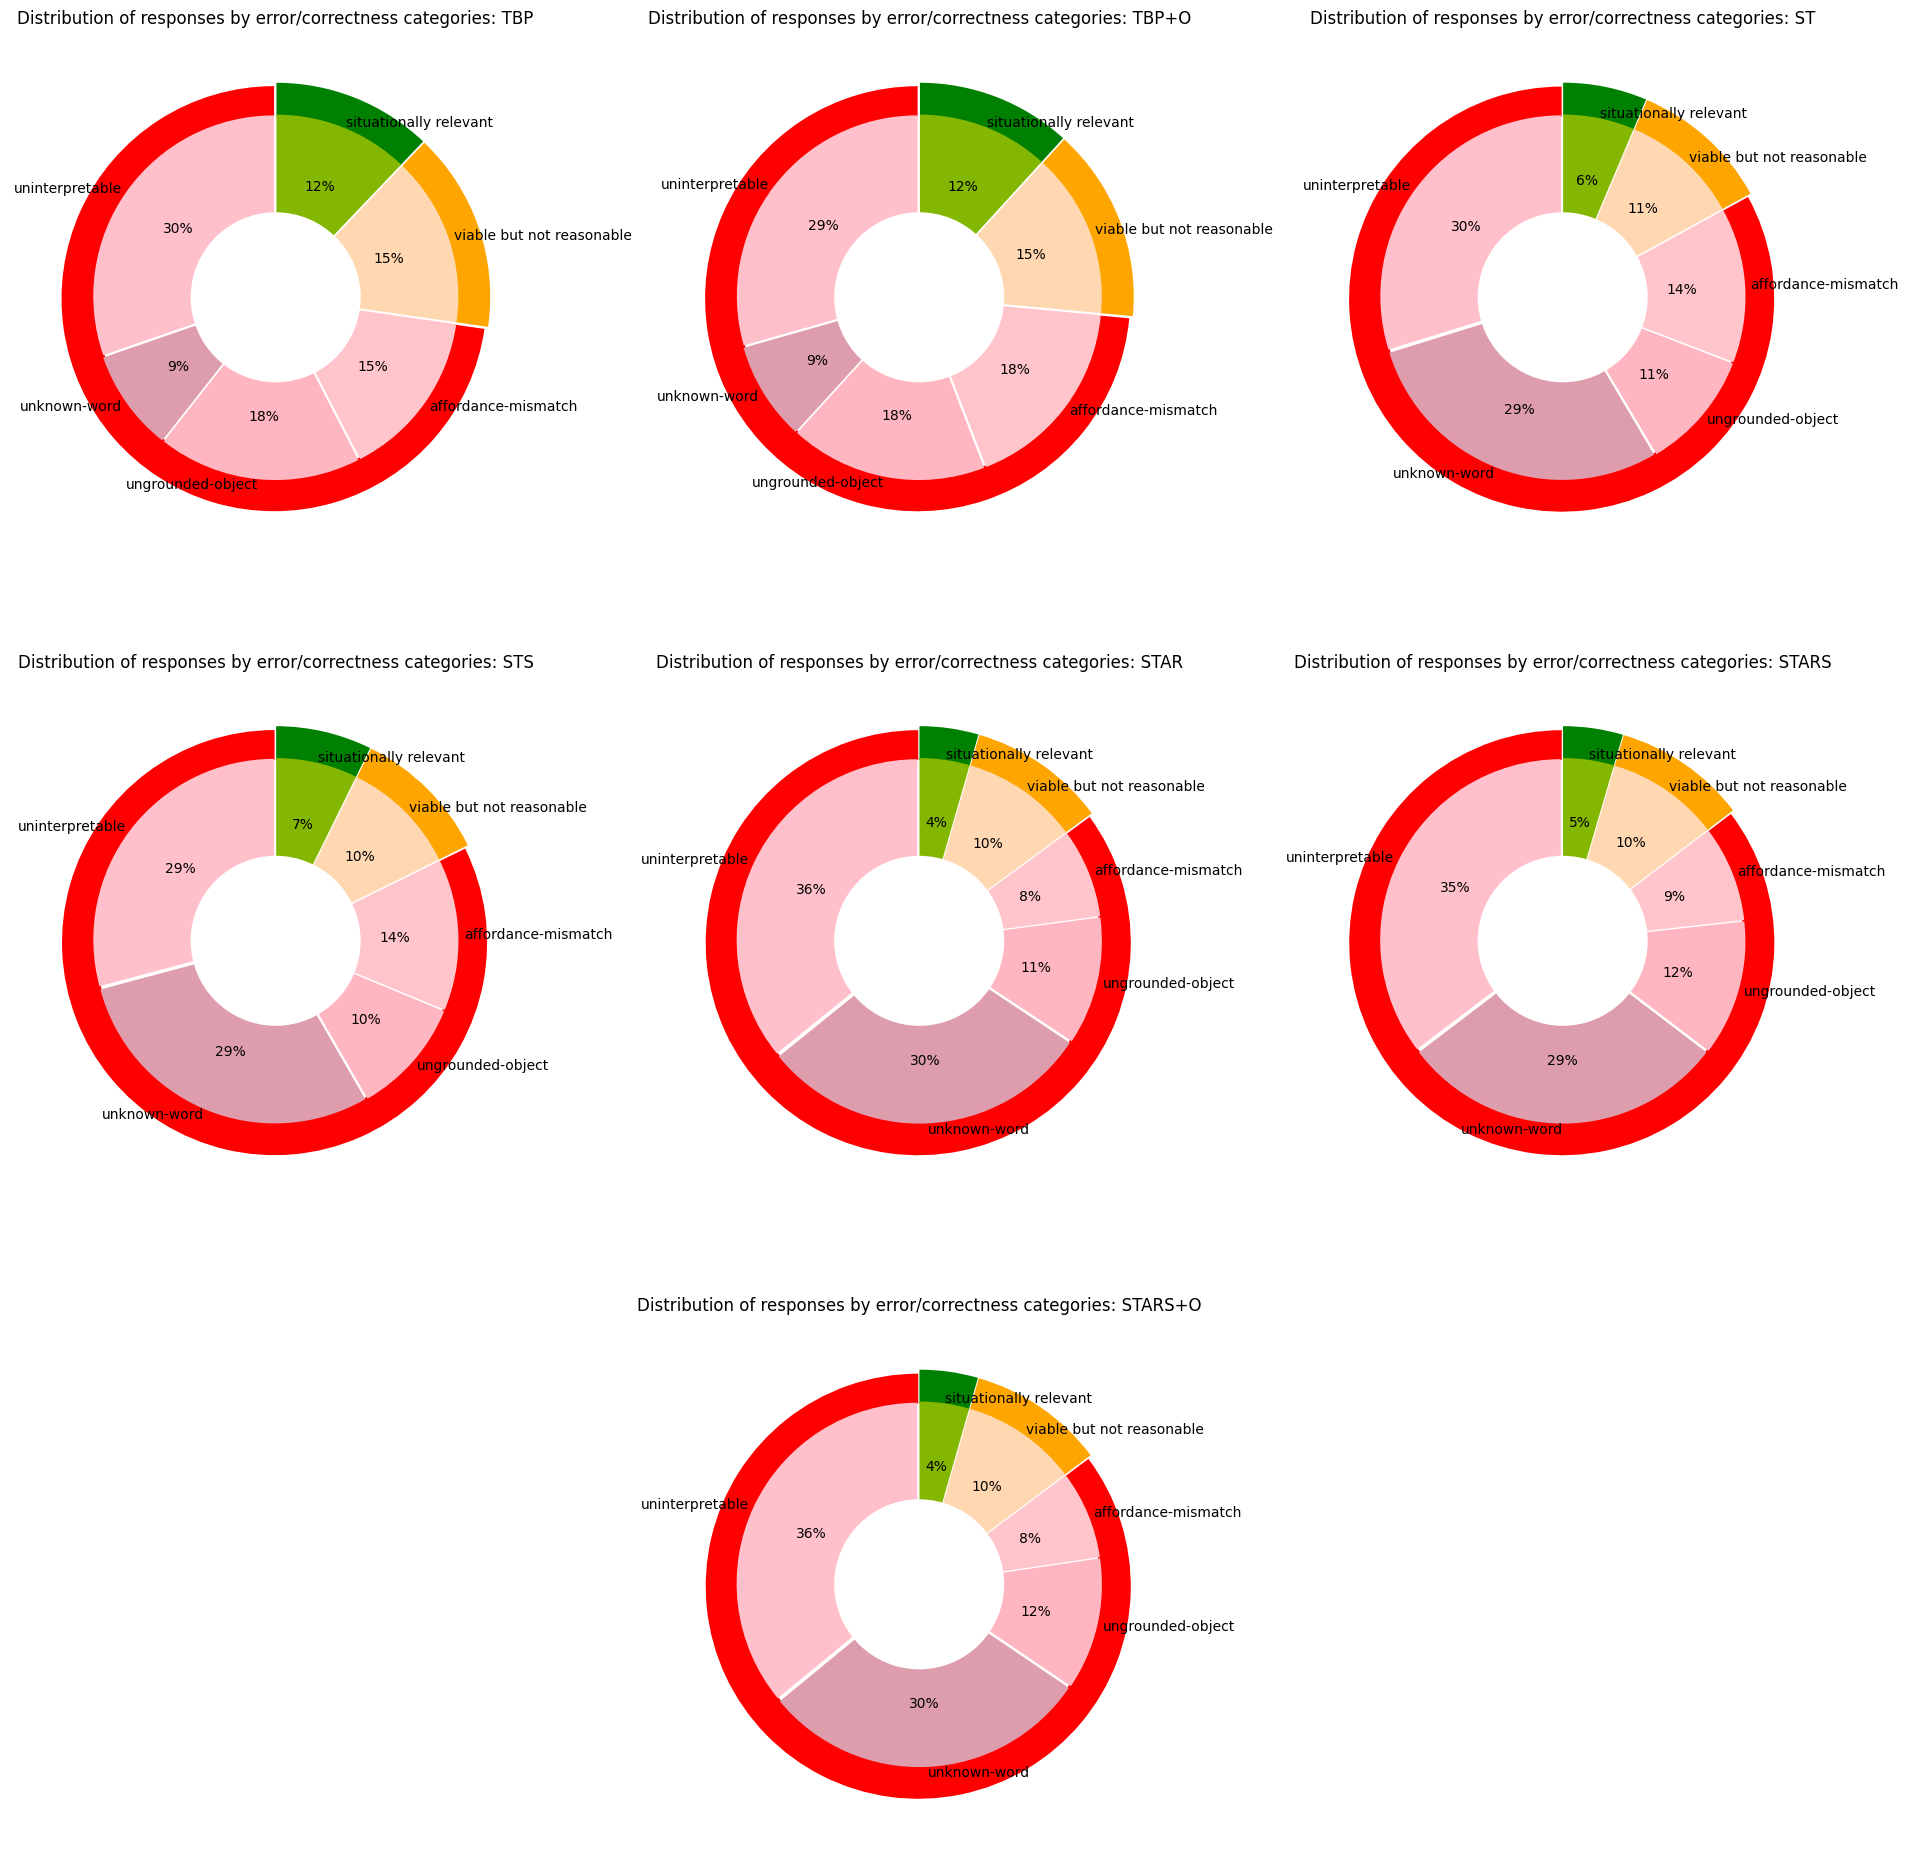 Distribution of responses by error/correctness categories: TBP
situationally relevant
12%
viable but not reasonable
15%
affordance-mismatch
15%
ungrounded-object
18%
unknown-word
9%
uninterpretable
30%
Distribution of responses by error/correctness categories: TBP+O
situationally relevant
12%
viable but not reasonable
15%
affordance-mismatch
18%
ungrounded-object
18%
unknown-word
9%
uninterpretable
29%
Distribution of responses by error/correctness categories: ST
situationally relevant
6%
viable but not reasonable
11%
affordance-mismatch
14%
ungrounded-object
11%
unknown-word
29%
uninterpretable
30%
Distribution of responses by error/correctness categories: STS
situationally relevant
7%
viable but not reasonable
10%
affordance-mismatch
14%
ungrounded-object
10%
unknown-word
29%
uninterpretable
29%
Distribution of responses by error/correctness categories: STAR
situationally relevant
4%
viable but not reasonable
10%
affordance-mismatch
8%
ungrounded-object
11%
unknown-word
30%
uninterpretable
36%
Distribution of responses by error/correctness categories: STARS
situationally relevant
5%
viable but not reasonable
10%
affordance-mismatch
9%
ungrounded-object
12%
unknown-word
29%
uninterpretable
35%
Distribution of responses by error/correctness categories: STARS+O
situationally relevant
4%
viable but not reasonable
10%
affordance-mismatch
8%
ungrounded-object
12%
unknown-word
30%
uninterpretable
36%